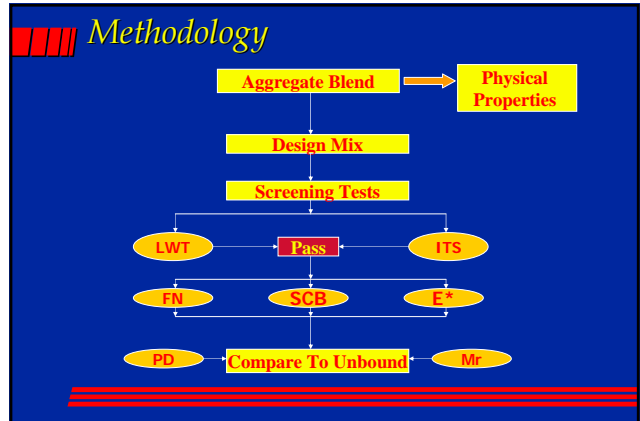 Methodology
Aggregate Blend
Physical
Properties
Design Mix
Screening Tests
LWT
Pass
ITS
FN
SCB
E*
PD
Compare To Unbound
Mr